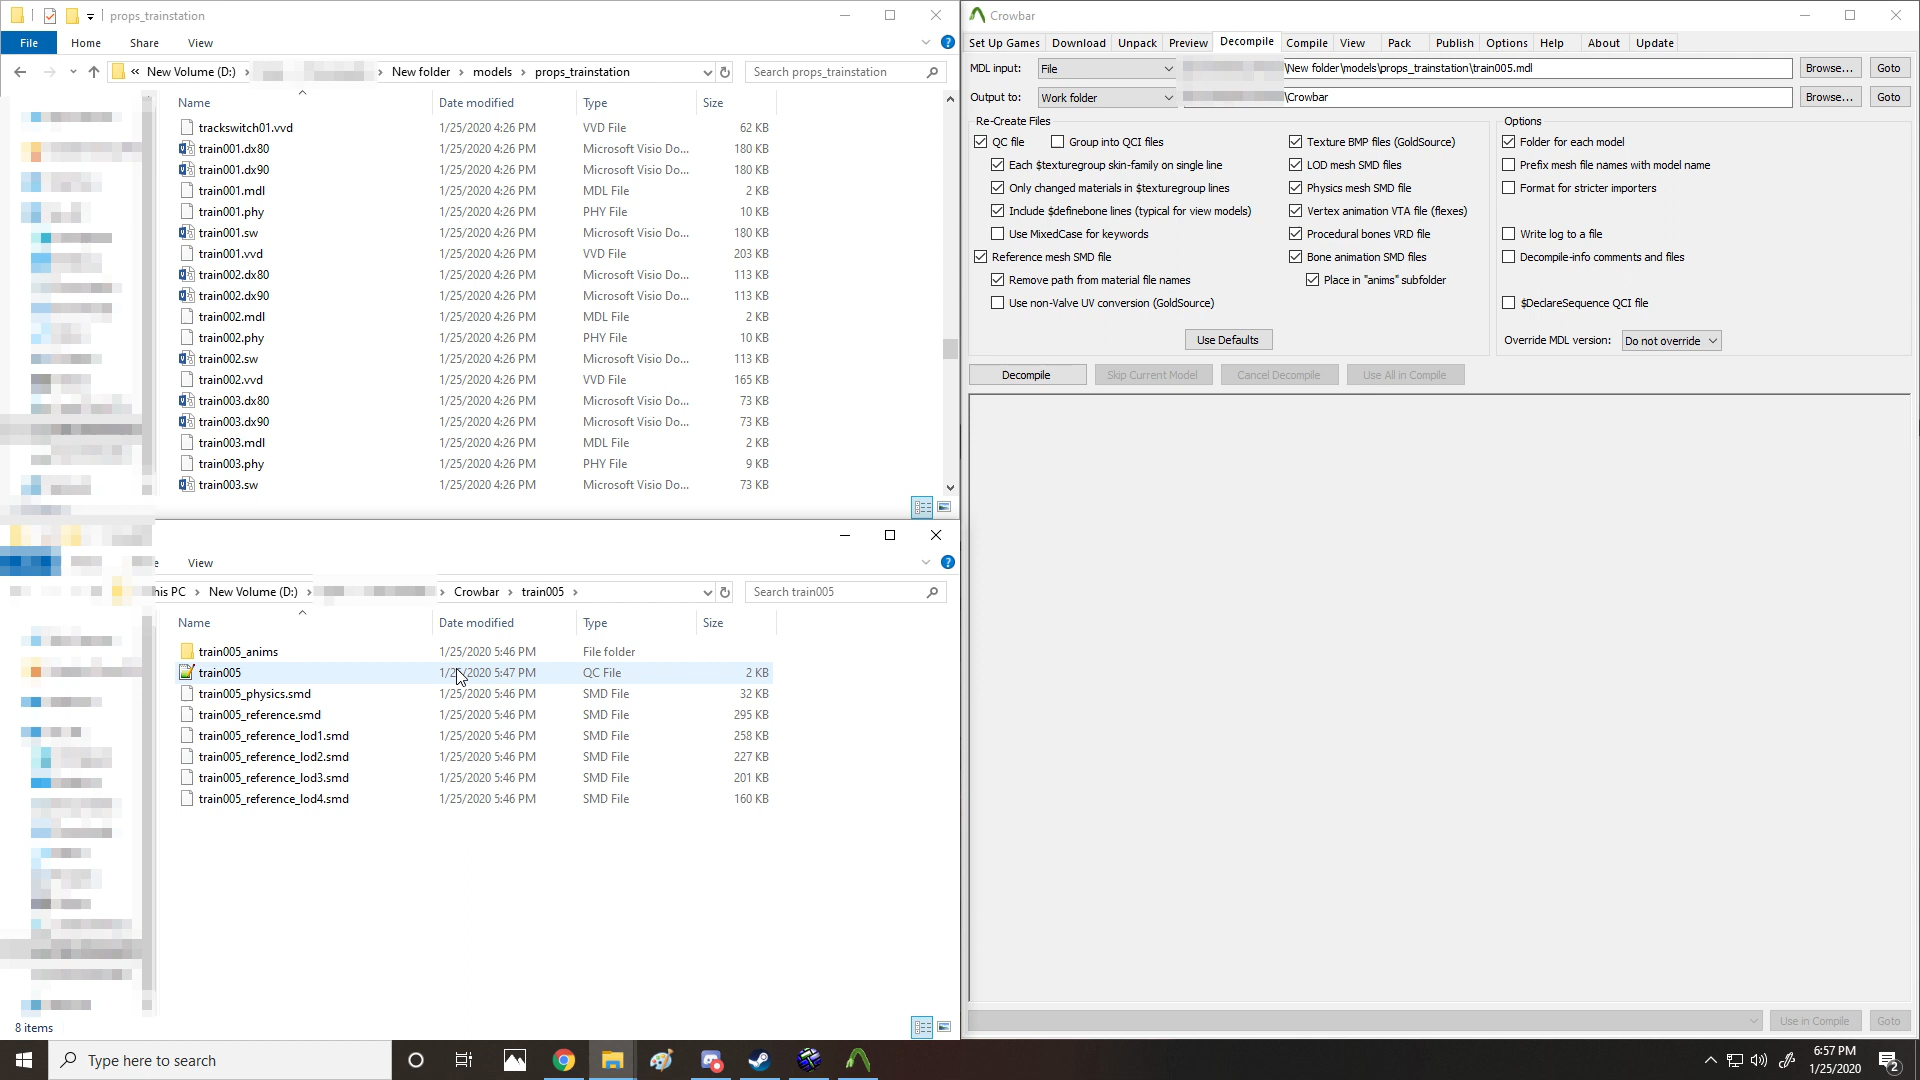 props_trainstation
File Home Share View
« New Volume (D:) › › New folder › models › props_trainstation
Search props_trainstation
Name Date modified Type Size
trackswitch01.vvd 1/25/2020 4:26 PM VVD File 62 KB
train001.dx80 1/25/2020 4:26 PM Microsoft Visio Do... 180 KB
train001.dx90 1/25/2020 4:26 PM Microsoft Visio Do... 180 KB
train001.mdl 1/25/2020 4:26 PM MDL File 2 KB
train001.phy 1/25/2020 4:26 PM PHY File 10 KB
train001.sw 1/25/2020 4:26 PM Microsoft Visio Do... 180 KB
train001.vvd 1/25/2020 4:26 PM VVD File 203 KB
train002.dx80 1/25/2020 4:26 PM Microsoft Visio Do... 113 KB
train002.dx90 1/25/2020 4:26 PM Microsoft Visio Do... 113 KB
train002.mdl 1/25/2020 4:26 PM MDL File 2 KB
train002.phy 1/25/2020 4:26 PM PHY File 10 KB
train002.sw 1/25/2020 4:26 PM Microsoft Visio Do... 113 KB
train002.vvd 1/25/2020 4:26 PM VVD File 165 KB
train003.dx80 1/25/2020 4:26 PM Microsoft Visio Do... 73 KB
train003.dx90 1/25/2020 4:26 PM Microsoft Visio Do... 73 KB
train003.mdl 1/25/2020 4:26 PM MDL File 2 KB
train003.phy 1/25/2020 4:26 PM PHY File 9 KB
train003.sw 1/25/2020 4:26 PM Microsoft Visio Do... 73 KB
View
his PC › New Volume (D:) › › Crowbar › train005 ›
Search train005
Name Date modified Type Size
train005_anims 1/25/2020 5:46 PM File folder
train005 1/25/2020 5:47 PM QC File 2 KB
train005_physics.smd 1/25/2020 5:46 PM SMD File 32 KB
train005_reference.smd 1/25/2020 5:46 PM SMD File 295 KB
train005_reference_lod1.smd 1/25/2020 5:46 PM SMD File 258 KB
train005_reference_lod2.smd 1/25/2020 5:46 PM SMD File 227 KB
train005_reference_lod3.smd 1/25/2020 5:46 PM SMD File 201 KB
train005_reference_lod4.smd 1/25/2020 5:46 PM SMD File 160 KB
8 items
Crowbar
Set Up Games Download Unpack Preview Decompile Compile View Pack Publish Options Help About Update
MDL input: File \New folder\models\props_trainstation\train005.mdl Browse... Goto
Output to: Work folder \Crowbar Browse... Goto
Re-Create Files
QC file Group into QCI files
Each $texturegroup skin-family on single line
Only changed materials in $texturegroup lines
Include $definebone lines (typical for view models)
Use MixedCase for keywords
Reference mesh SMD file
Remove path from material file names
Use non-Valve UV conversion (GoldSource)
Texture BMP files (GoldSource)
LOD mesh SMD files
Physics mesh SMD file
Vertex animation VTA file (flexes)
Procedural bones VRD file
Bone animation SMD files
Place in "anims" subfolder
Use Defaults
Options
Folder for each model
Prefix mesh file names with model name
Format for stricter importers
Write log to a file
Decompile-info comments and files
$DeclareSequence QCI file
Override MDL version: Do not override
Decompile Skip Current Model Cancel Decompile Use All in Compile
Use in Compile Goto
Type here to search
6:57 PM
1/25/2020
2